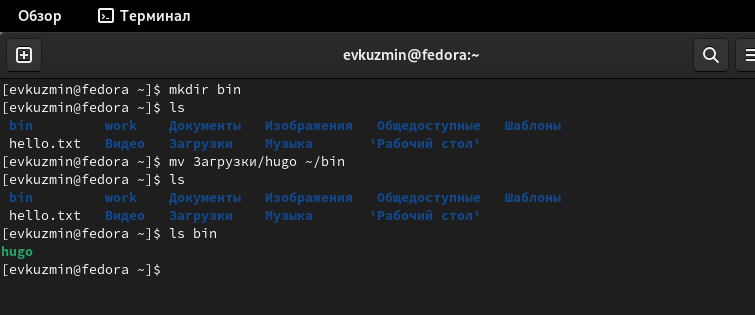 Обзор Терминал
evkuzmin@fedora:~
[evkuzmin@fedora ~]$ mkdir bin
[evkuzmin@fedora ~]$ ls
bin work Документы Изображения Общедоступные Шаблоны
hello.txt Видео Загрузки Музыка 'Рабочий стол'
[evkuzmin@fedora ~]$ mv Загрузки/hugo ~/bin
[evkuzmin@fedora ~]$ ls
bin work Документы Изображения Общедоступные Шаблоны
hello.txt Видео Загрузки Музыка 'Рабочий стол'
[evkuzmin@fedora ~]$ ls bin
hugo
[evkuzmin@fedora ~]$